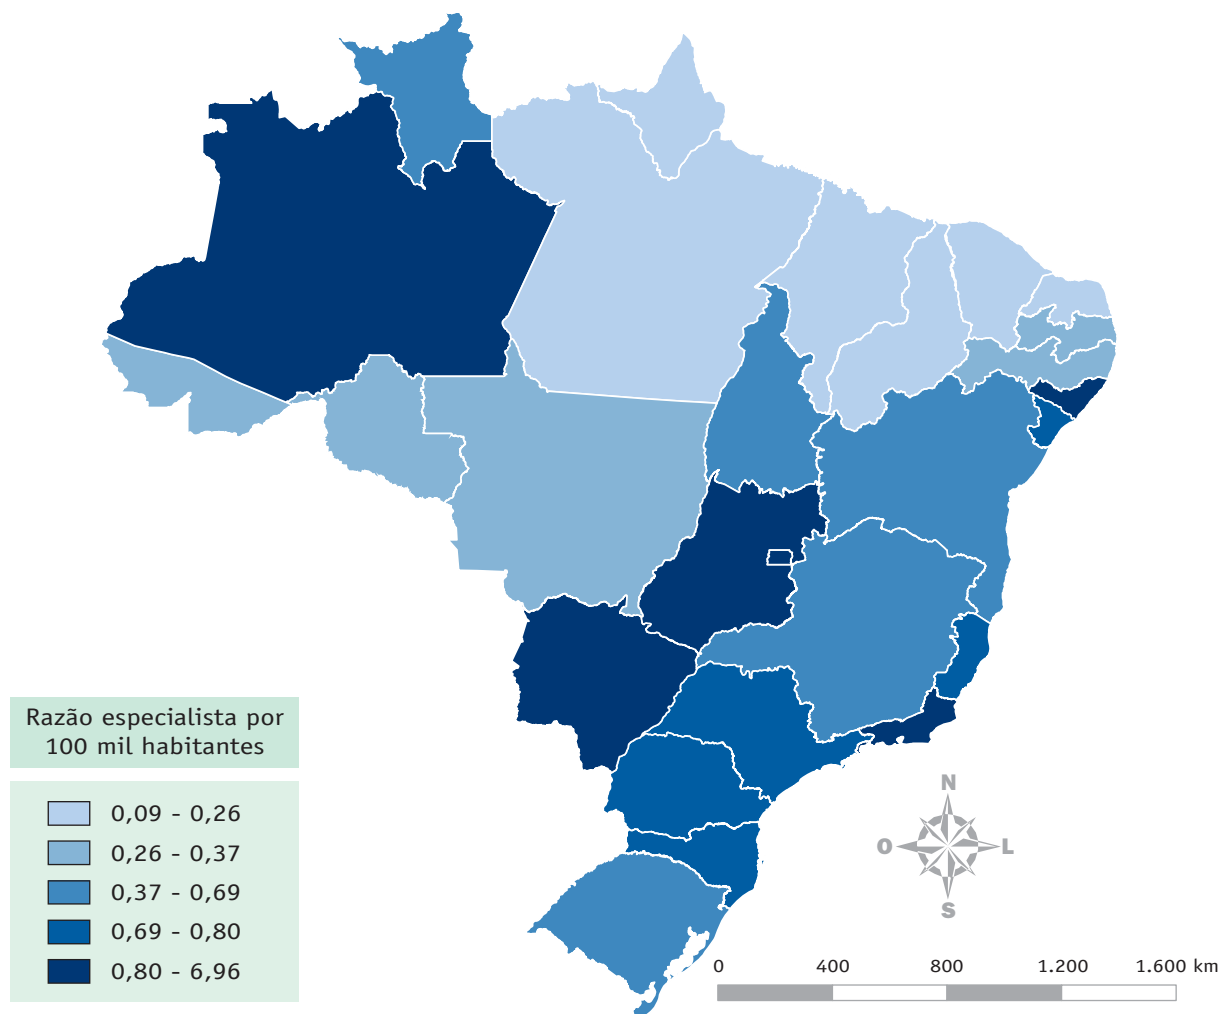 Razão especialista por
100 mil habitantes
0,09 - 0,26
0,26 - 0,37
0,37 - 0,69
0,69 - 0,80
0,80 - 6,96
N
O L
S
0 400 800 1.200 1.600 km